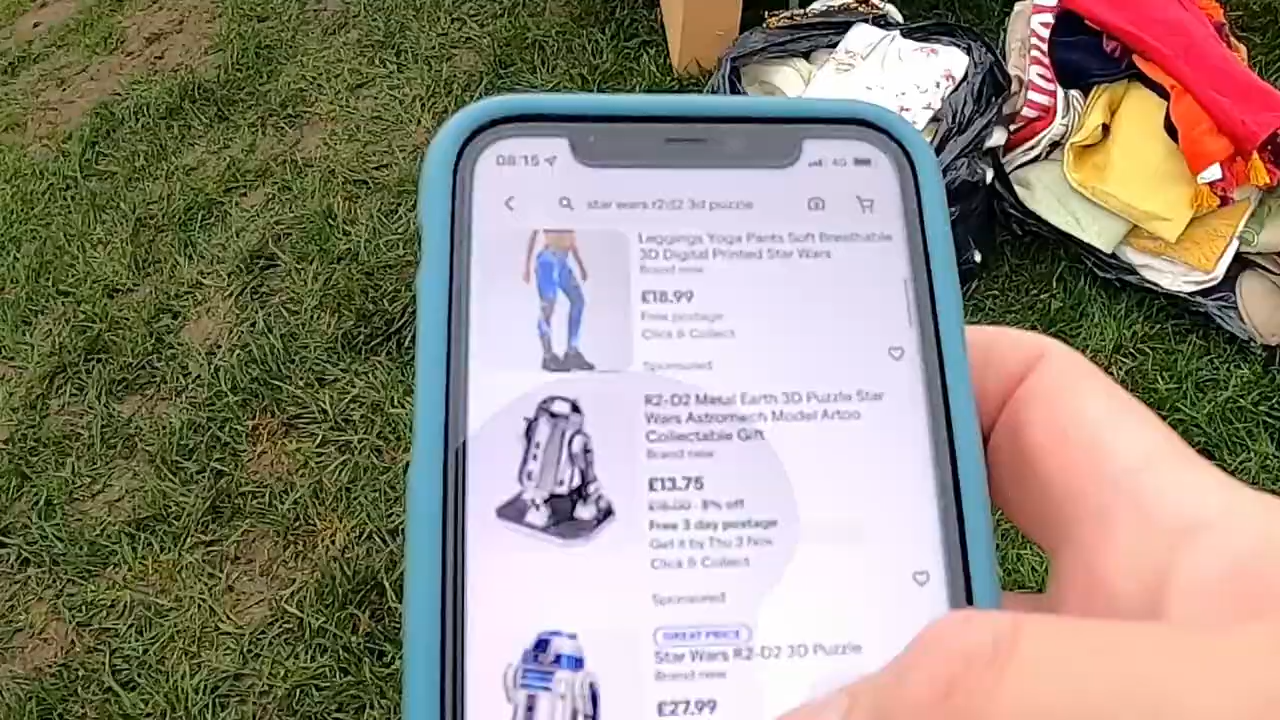 08:15
4G
star wars r2d2 3d puzzle
Leggings Yoga Pants Soft Breathable
3D Digital Printed Star Wars
Brand new
£18.99
Free postage
Click & Collect
Sponsored
R2-D2 Metal Earth 3D Puzzle Star
Wars Astromech Model Artoo
Collectable Gift
Brand new
£13.75
8% off
Free 3 day postage
Get it by Thu 3 Nov
Click & Collect
Sponsored
GREAT PRICE
Star Wars R2-D2 3D Puzzle
Brand new
£27.99